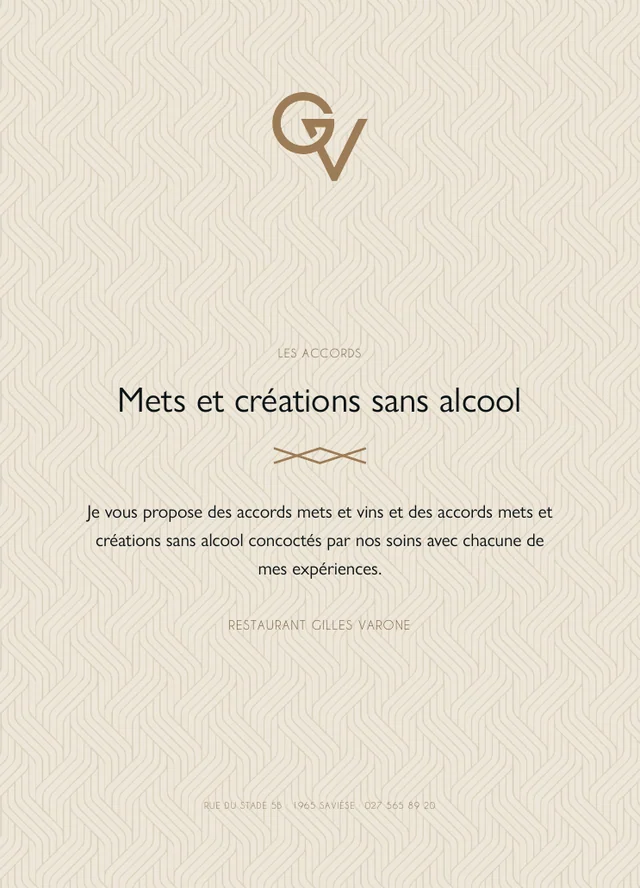 GV
LES ACCORDS
Mets et créations sans alcool
Je vous propose des accords mets et vins et des accords mets et
créations sans alcool concoctés par nos soins avec chacune de
mes expériences.
RESTAURANT GILLES VARONE
RUE DU STADE 5B . 1965 SAVIÈSE . 027 565 89 20